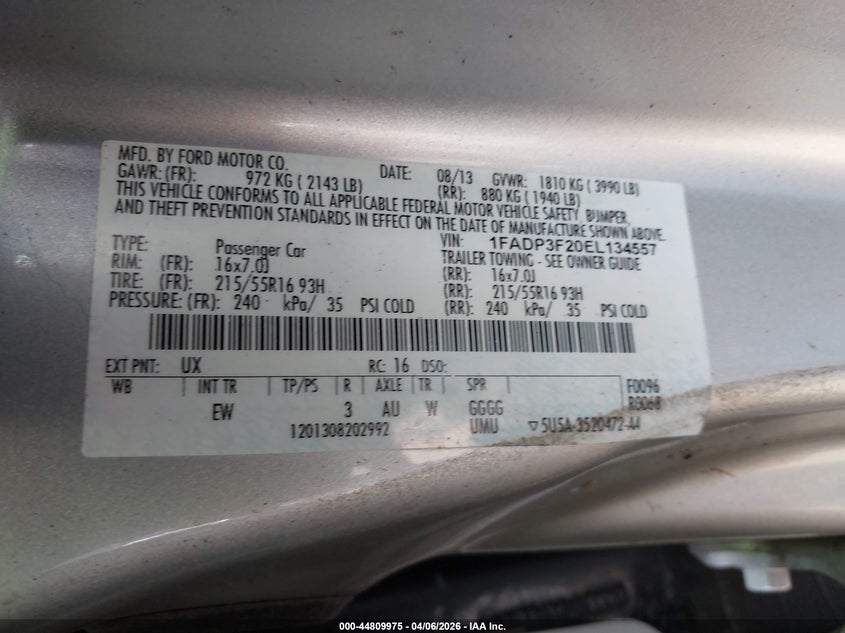 MFD. BY FORD MOTOR CO.
DATE: 08/13 GVWR: 1810 KG ( 3990 LB)
GAWR: (FR): 972 KG ( 2143 LB) (RR): 880 KG ( 1940 LB)
THIS VEHICLE CONFORMS TO ALL APPLICABLE FEDERAL MOTOR VEHICLE SAFETY, BUMPER,
AND THEFT PREVENTION STANDARDS IN EFFECT ON THE DATE OF MANUFACTURE SHOWN ABOVE.
VIN: 1FADP3F20EL134557
TYPE: Passenger Car TRAILER TOWING - SEE OWNER GUIDE
RIM: (FR): 16x7.0J (RR): 16x7.0J
TIRE: (FR): 215/55R16 93H (RR): 215/55R16 93H
PRESSURE: (FR): 240 kPa/ 35 PSI COLD (RR): 240 kPa/ 35 PSI COLD
EXT PNT: UX RC: 16 DSO:
WB INT TR TP/PS R AXLE TR SPR F0096
EW 3 AU W GGGG R0068
1201308202992 UMU ▽5U5A-3520472-AA
000-44809975 - 04/06/2026 - IAA Inc.